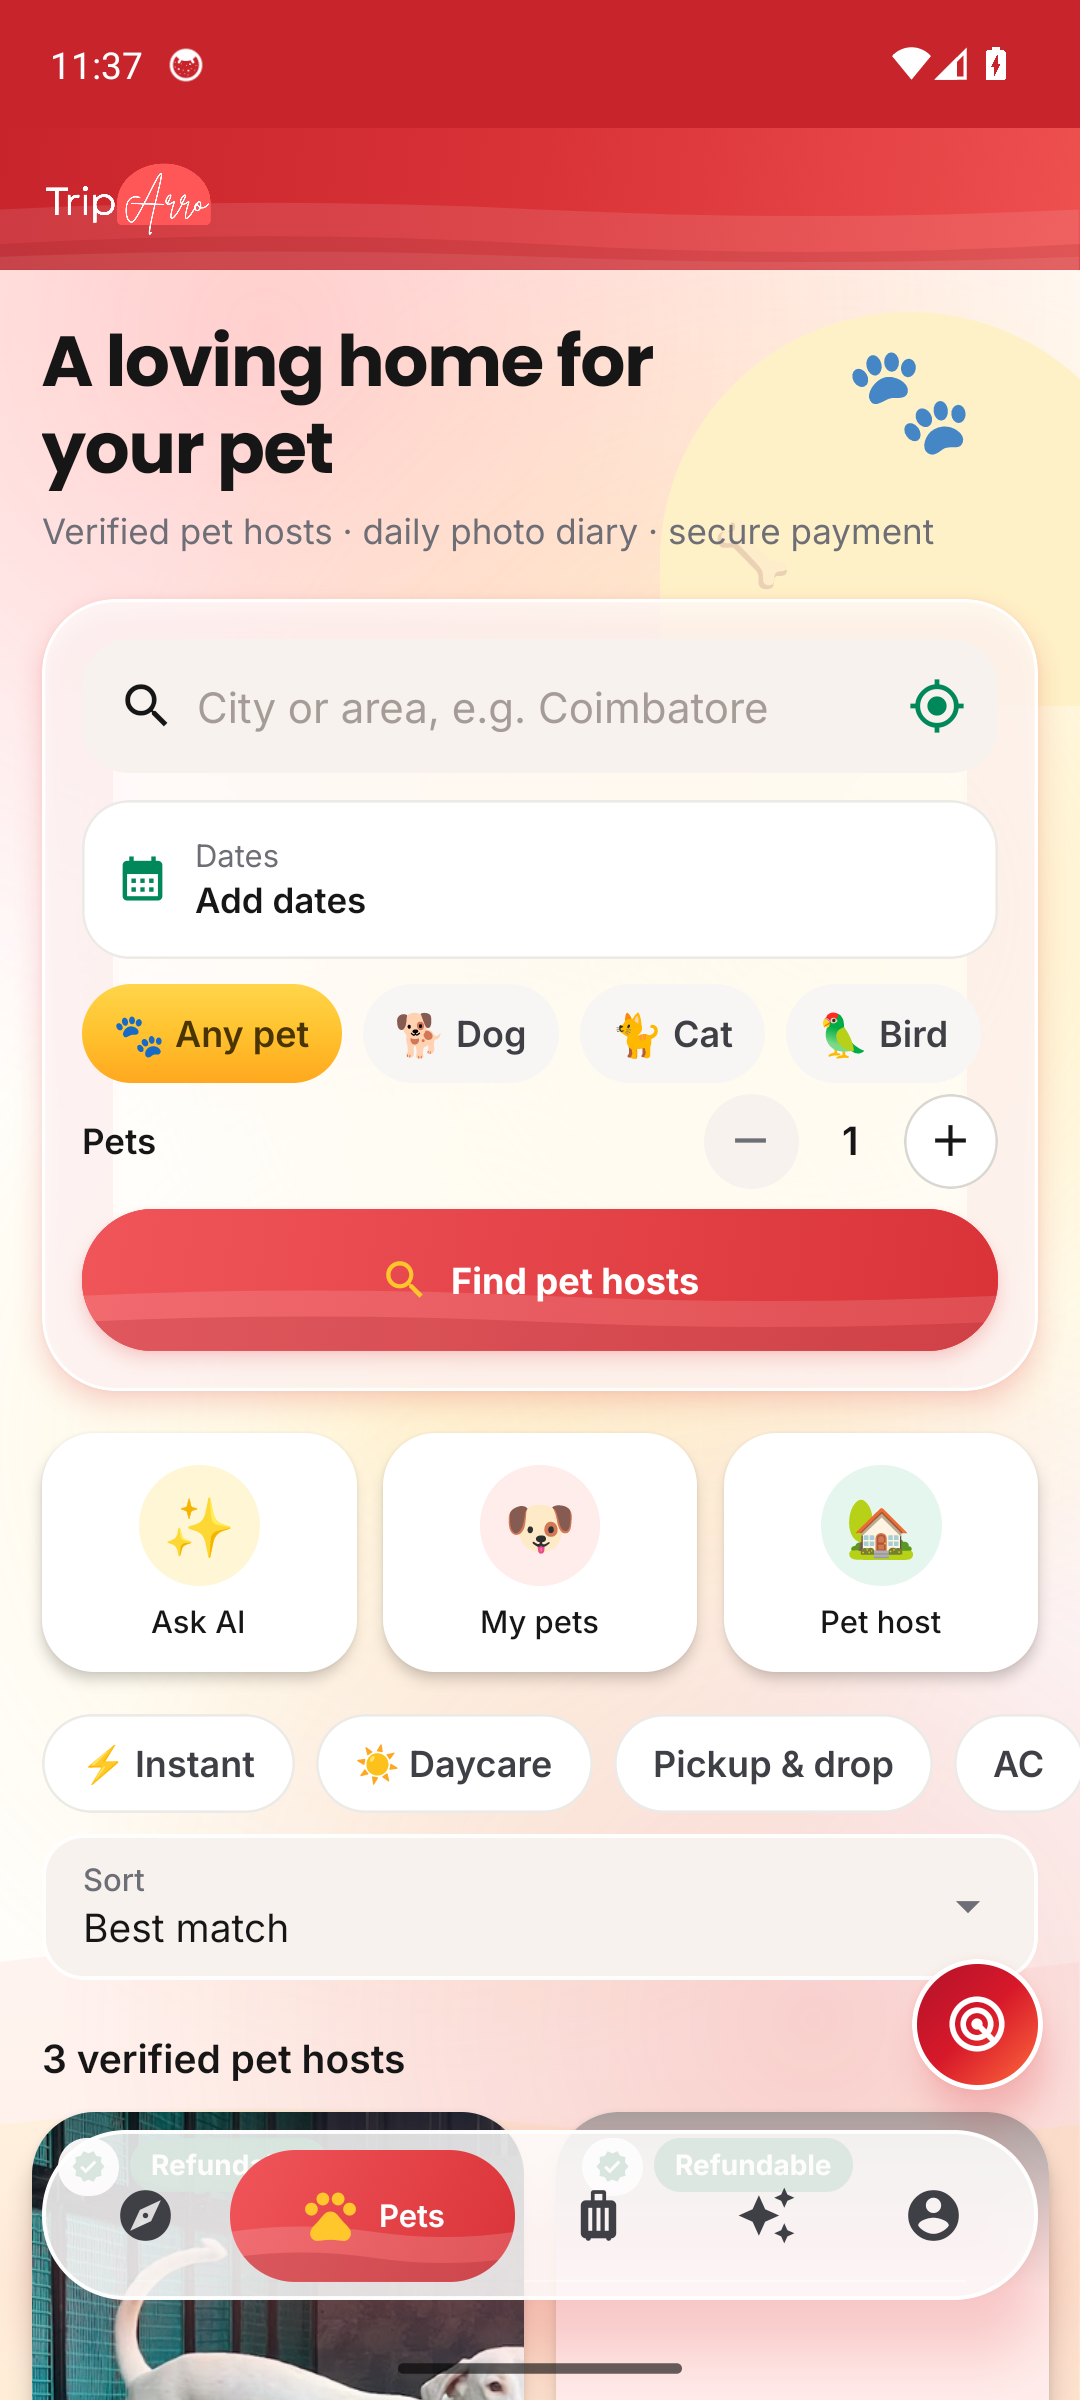 11:37
Trip Arro
A loving home for
your pet
Verified pet hosts · daily photo diary · secure payment
City or area, e.g. Coimbatore
Dates
Add dates
Any pet
Dog
Cat
Bird
Pets
1
Find pet hosts
Ask AI
My pets
Pet host
Instant
Daycare
Pickup & drop
AC
Sort
Best match
3 verified pet hosts
Refundable
Pets